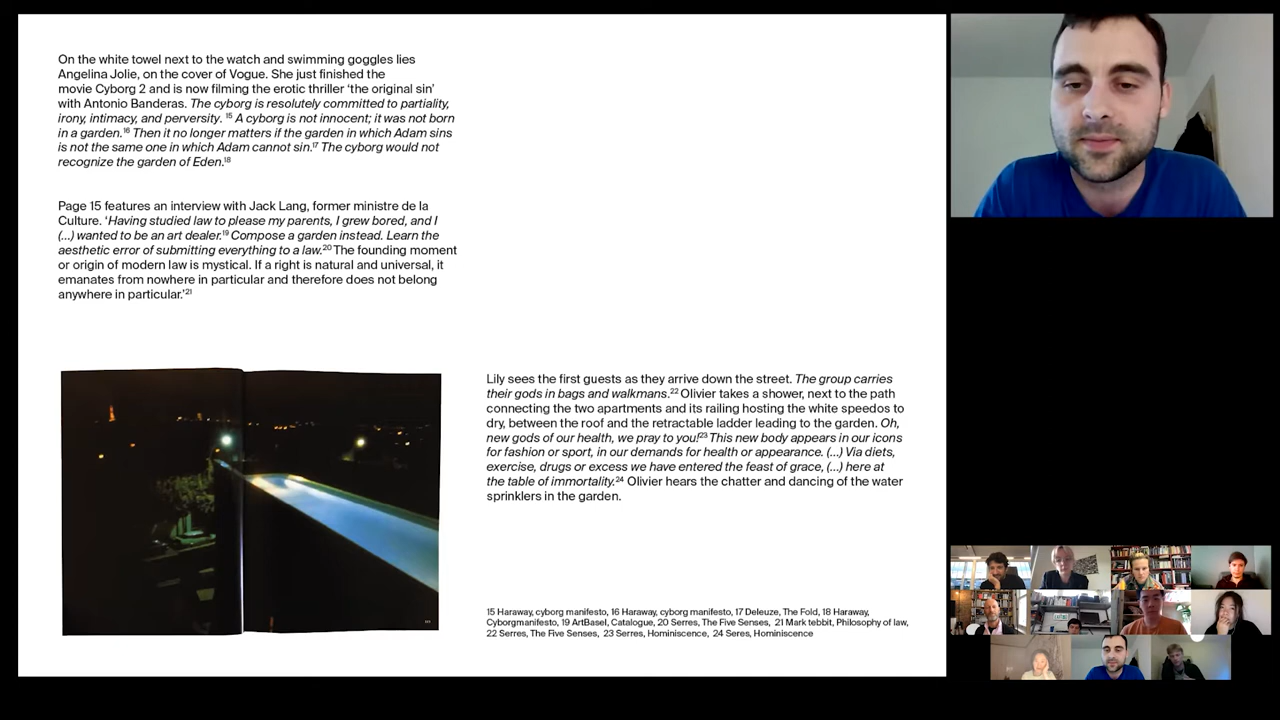 On the white towel next to the watch and swimming goggles lies
Angelina Jolie, on the cover of Vogue. She just finished the
movie Cyborg 2 and is now filming the erotic thriller ‘the original sin’
with Antonio Banderas. The cyborg is resolutely committed to partiality,
irony, intimacy, and perversity. 15 A cyborg is not innocent; it was not born
in a garden.16 Then it no longer matters if the garden in which Adam sins
is not the same one in which Adam cannot sin.17 The cyborg would not
recognize the garden of Eden.18
Page 15 features an interview with Jack Lang, former ministre de la
Culture. ‘Having studied law to please my parents, I grew bored, and I
(...) wanted to be an art dealer.19 Compose a garden instead. Learn the
aesthetic error of submitting everything to a law.20 The founding moment
or origin of modern law is mystical. If a right is natural and universal, it
emanates from nowhere in particular and therefore does not belong
anywhere in particular.’21
Lily sees the first guests as they arrive down the street. The group carries
their gods in bags and walkmans.22 Olivier takes a shower, next to the path
connecting the two apartments and its railing hosting the white speedos to
dry, between the roof and the retractable ladder leading to the garden. Oh,
new gods of our health, we pray to you!23 This new body appears in our icons
for fashion or sport, in our demands for health or appearance. (...) Via diets,
exercise, drugs or excess we have entered the feast of grace, (...) here at
the table of immortality.24 Olivier hears the chatter and dancing of the water
sprinklers in the garden.
15 Haraway, cyborg manifesto, 16 Haraway, cyborg manifesto, 17 Deleuze, The Fold, 18 Haraway,
Cyborgmanifesto, 19 ArtBasel, Catalogue, 20 Serres, The Five Senses, 21 Mark tebbit, Philosophy of law,
22 Serres, The Five Senses, 23 Serres, Hominiscence, 24 Seres, Hominiscence